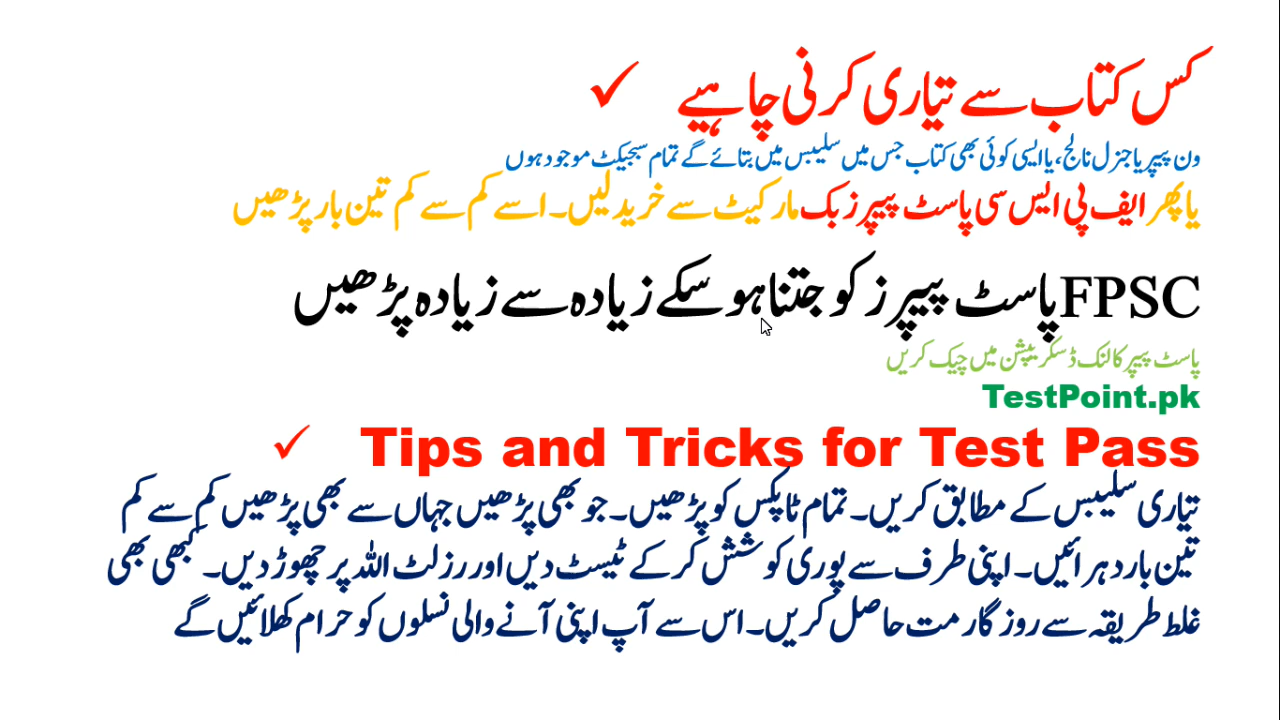 کس کتاب سے تیاری کرنی چاہیے ✓
ون پیپر یا جنرل نالج، یا ایسی کوئی بھی کتاب جس میں سلیبس میں بتائے گے تمام سبجیکٹ موجود ہوں
یا پھر ایف پی ایس سی پاسٹ پیپرز بک مارکیٹ سے خرید لیں۔ اسے کم سے کم تین بار پڑھیں
FPSC پاسٹ پیپرز کو جتنا ہو سکے زیادہ سے زیادہ پڑھیں
پاسٹ پیپر کا لنک ڈسکرپشن میں چیک کریں
TestPoint.pk
✓ Tips and Tricks for Test Pass
تیاری سلیبس کے مطابق کریں۔ تمام ٹاپکس کو پڑھیں۔ جو بھی پڑھیں جہاں سے بھی پڑھیں کم سے کم
تین بار دہرائیں۔ اپنی طرف سے پوری کوشش کر کے ٹیسٹ دیں اور رزلٹ اللہ پر چھوڑ دیں۔ کبھی بھی
غلط طریقہ سے روزگار مت حاصل کریں۔ اس سے آپ اپنی آنے والی نسلوں کو حرام کھلائیں گے